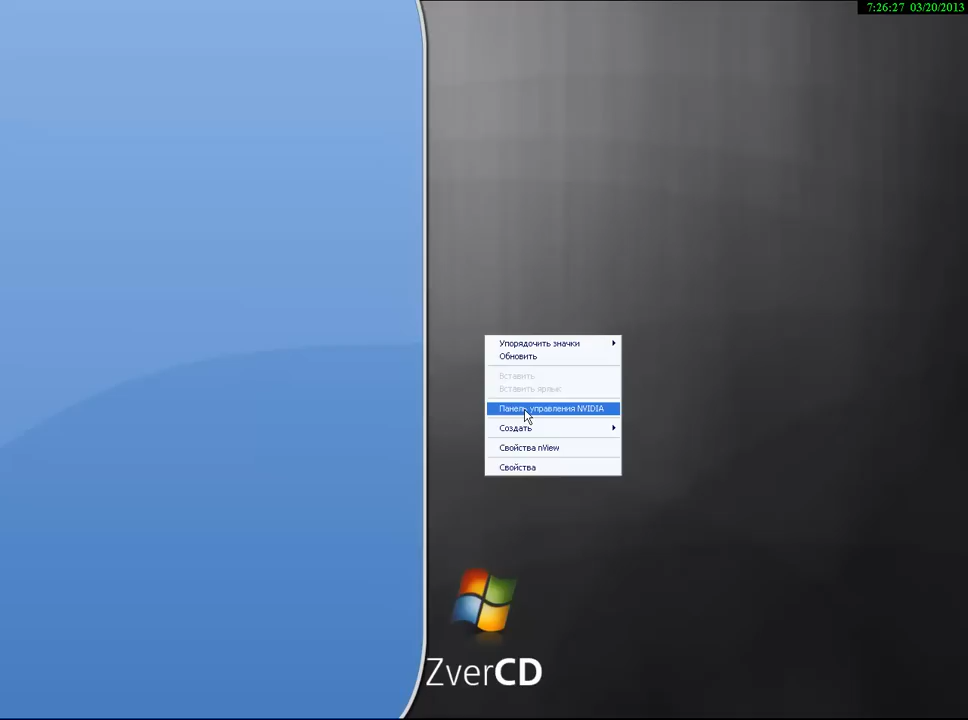 7:26:27 03/20/2013
Упорядочить значки
Обновить
Вставить
Вставить ярлык
Панель управления NVIDIA
Создать
Свойства nView
Свойства
ZverCD